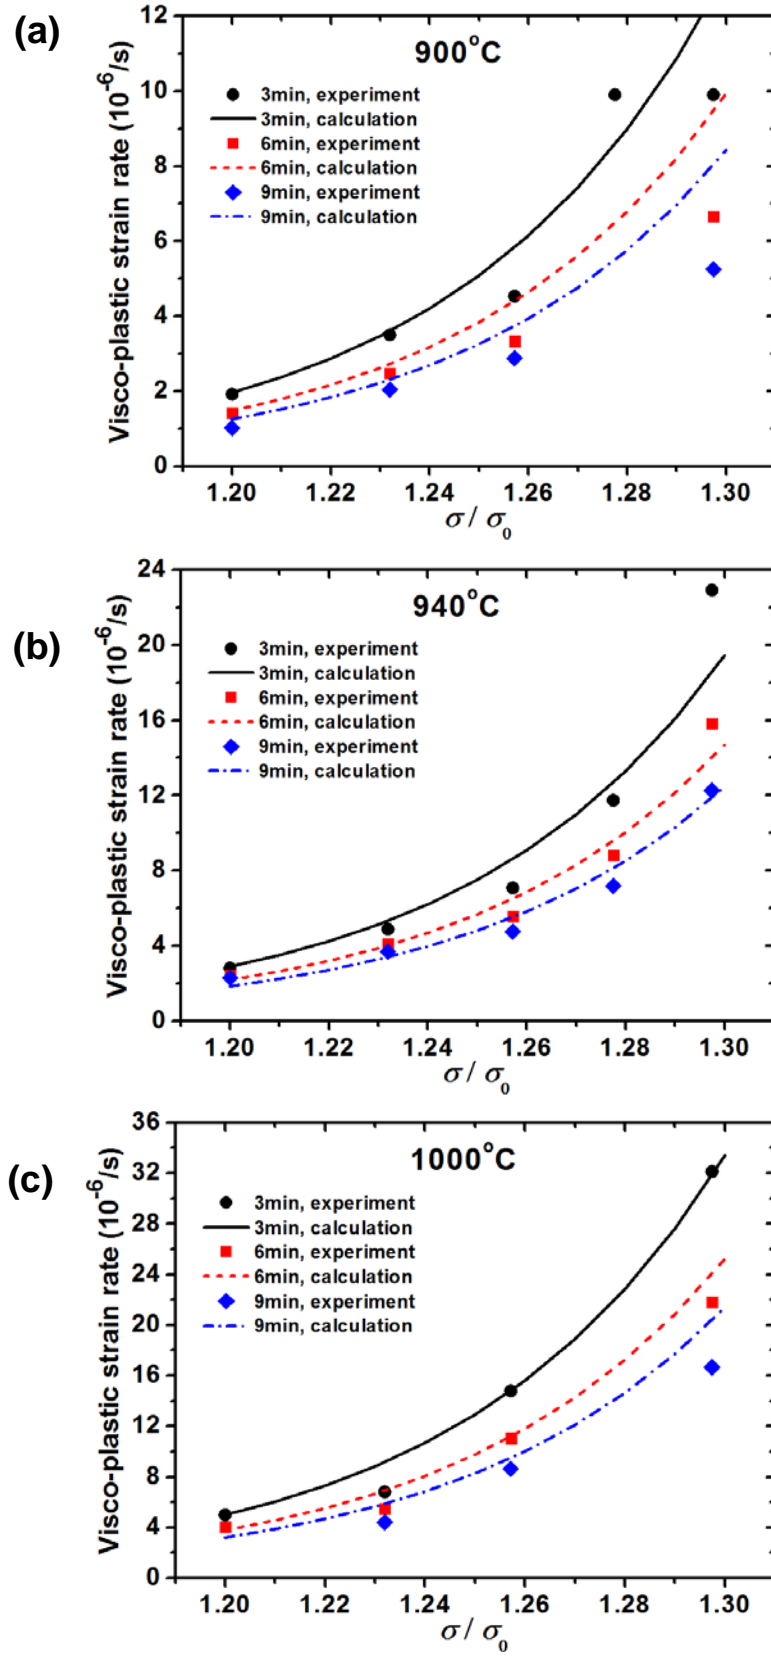 (a)
900°C
3min, experiment
3min, calculation
6min, experiment
6min, calculation
9min, experiment
9min, calculation
Visco-plastic strain rate (10⁻⁶/s)
12
10
8
6
4
2
0
1.20 1.22 1.24 1.26 1.28 1.30
σ / σ₀
(b)
940°C
3min, experiment
3min, calculation
6min, experiment
6min, calculation
9min, experiment
9min, calculation
Visco-plastic strain rate (10⁻⁶/s)
24
20
16
12
8
4
0
1.20 1.22 1.24 1.26 1.28 1.30
σ / σ₀
(c)
1000°C
3min, experiment
3min, calculation
6min, experiment
6min, calculation
9min, experiment
9min, calculation
Visco-plastic strain rate (10⁻⁶/s)
36
32
28
24
20
16
12
8
4
0
1.20 1.22 1.24 1.26 1.28 1.30
σ / σ₀